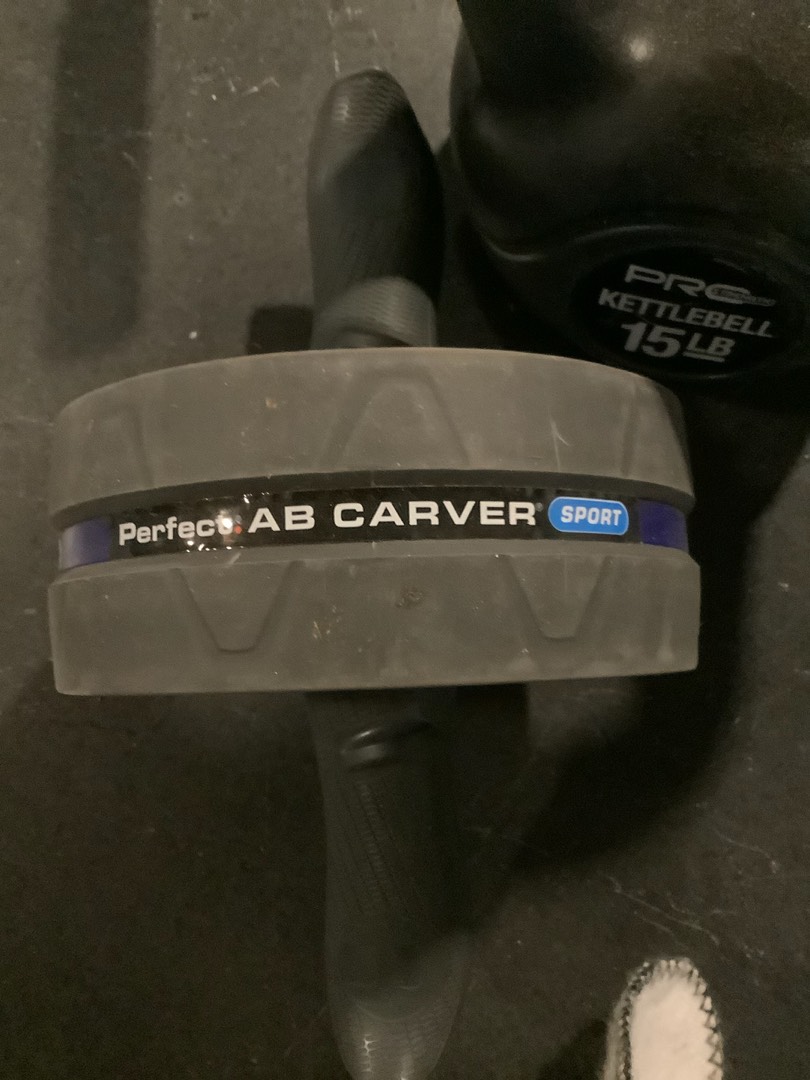 PRO
KETTLEBELL
15 LB
Perfect AB CARVER® SPORT